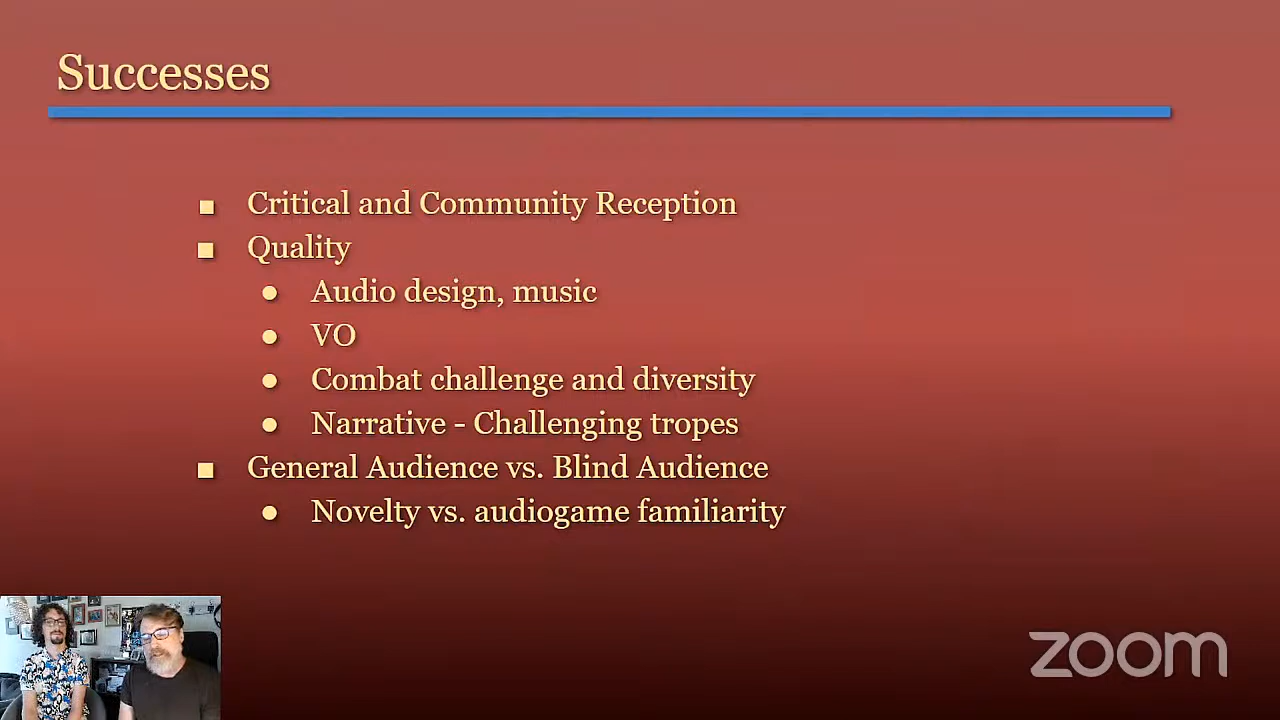 Successes
Critical and Community Reception
Quality
Audio design, music
VO
Combat challenge and diversity
Narrative - Challenging tropes
General Audience vs. Blind Audience
Novelty vs. audiogame familiarity
zoom